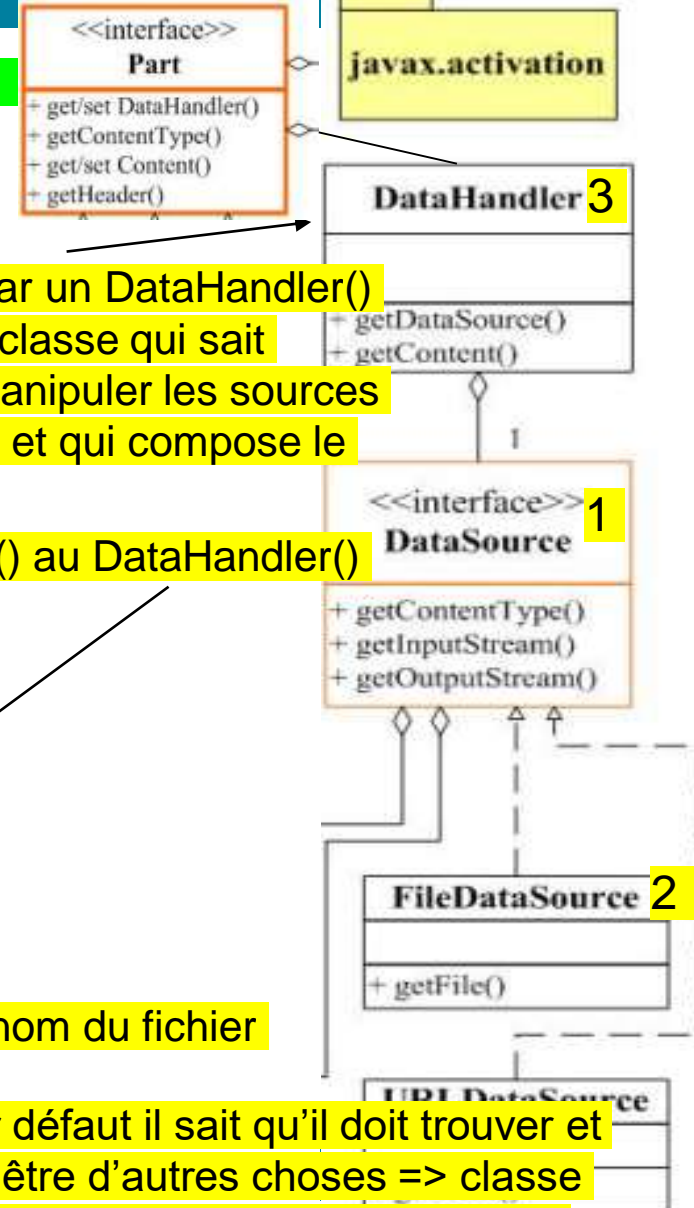 <<interface>>
Part
+ get/set DataHandler()
+ getContentType()
+ get/set Content()
+ getHeader()
javax.activation
DataHandler 3
+ getDataSource()
+ getContent()
ar un DataHandler()
classe qui sait
anipuler les sources
et qui compose le
1
<<interface>> 1
DataSource
() au DataHandler()
+ getContentType()
+ getInputStream()
+ getOutputStream()
FileDataSource 2
+ getFile()
nom du fichier
URLDataSource
défaut il sait qu'il doit trouver et
être d'autres choses => classe